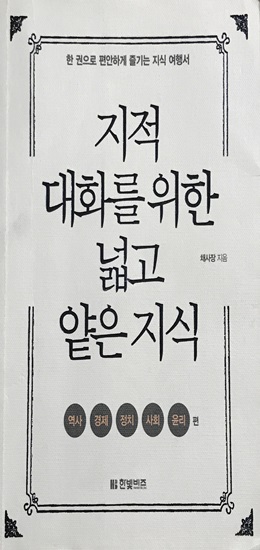 한 권으로 편안하게 즐기는 지식 여행서
지적
대화를 위한
넓고
얕은 지식
채사장 지음
역사 경제 정치 사회 윤리 편
한빛비즈